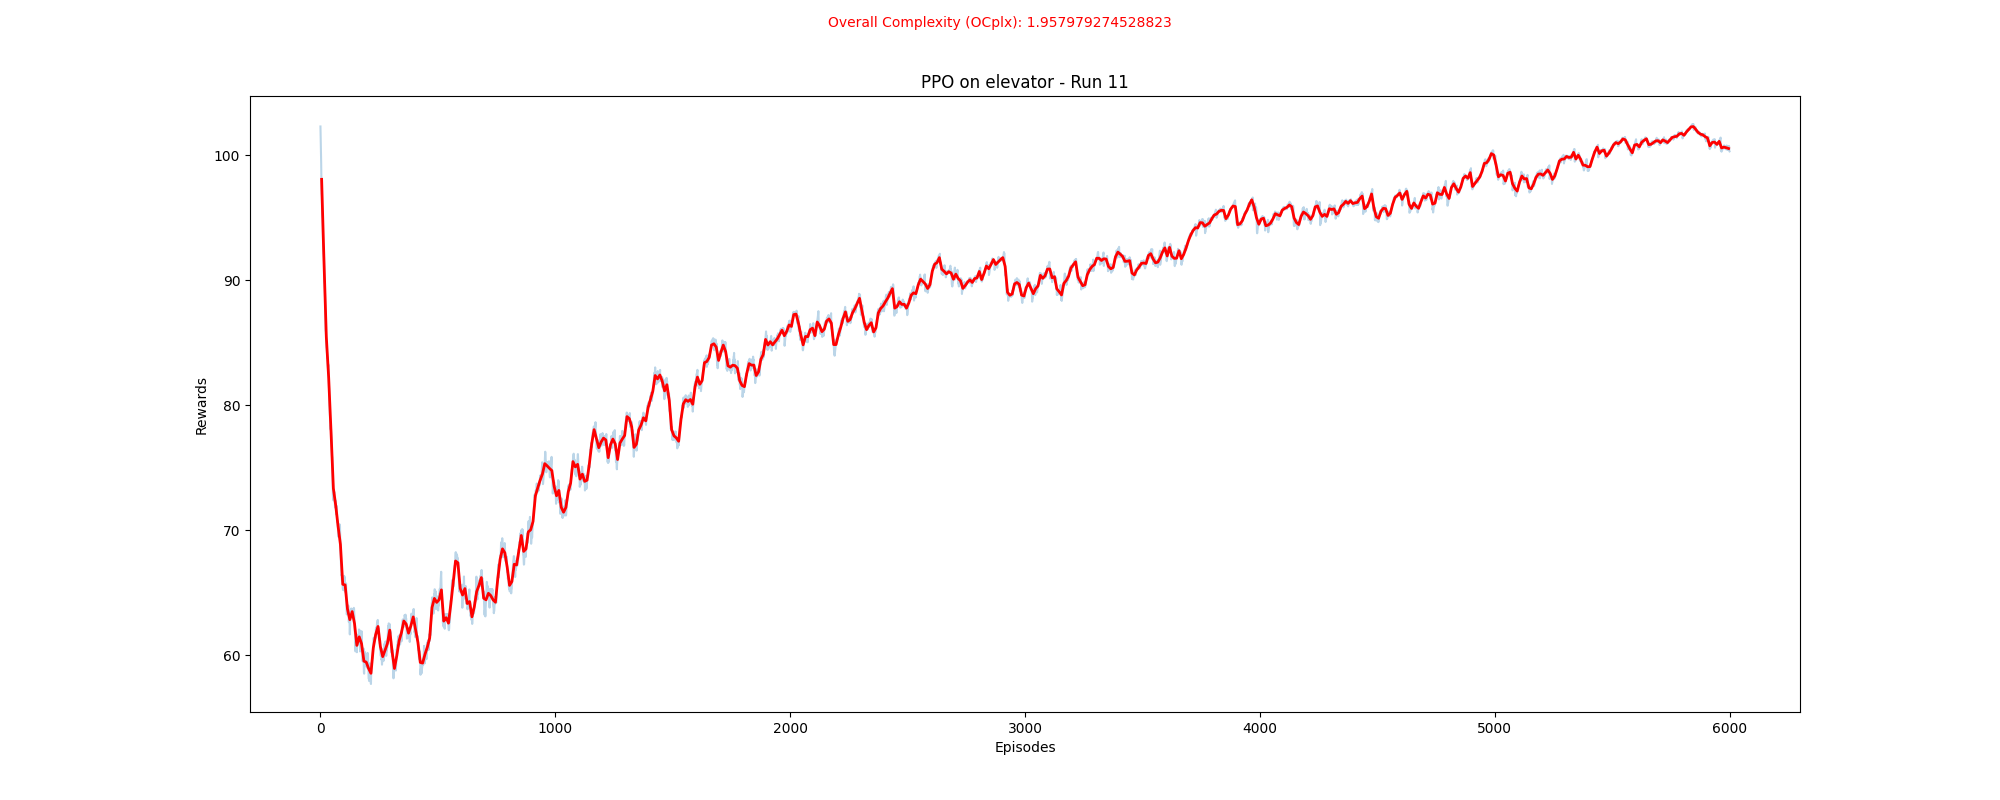 Overall Complexity (OCplx): 1.957979274528823
PPO on elevator - Run 11
100
90
80
70
60
Rewards
0 1000 2000 3000 4000 5000 6000
Episodes